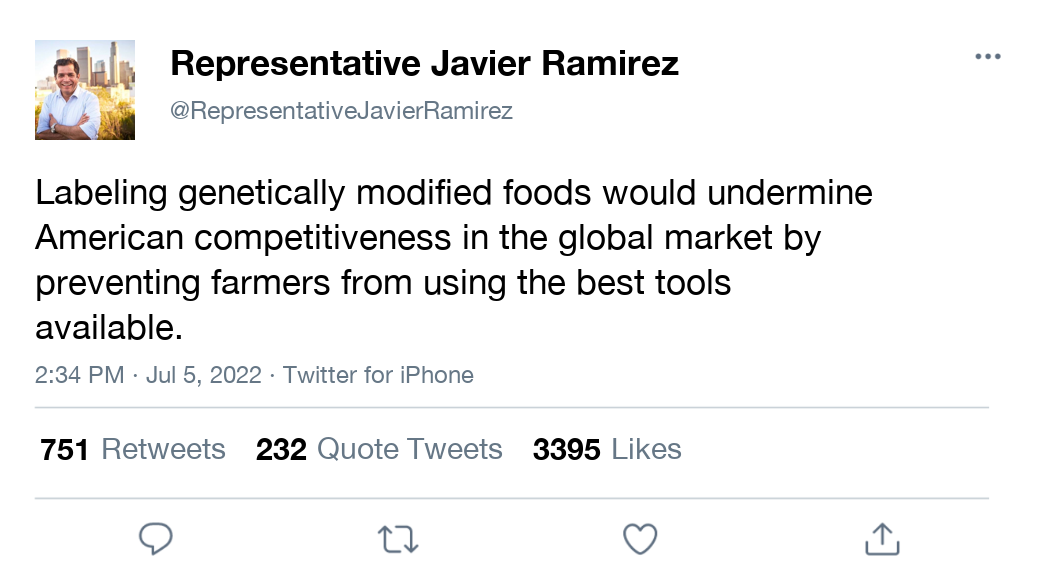 Representative Javier Ramirez
@RepresentativeJavierRamirez
Labeling genetically modified foods would undermine
American competitiveness in the global market by
preventing farmers from using the best tools
available.
2:34 PM · Jul 5, 2022 · Twitter for iPhone
751 Retweets 232 Quote Tweets 3395 Likes